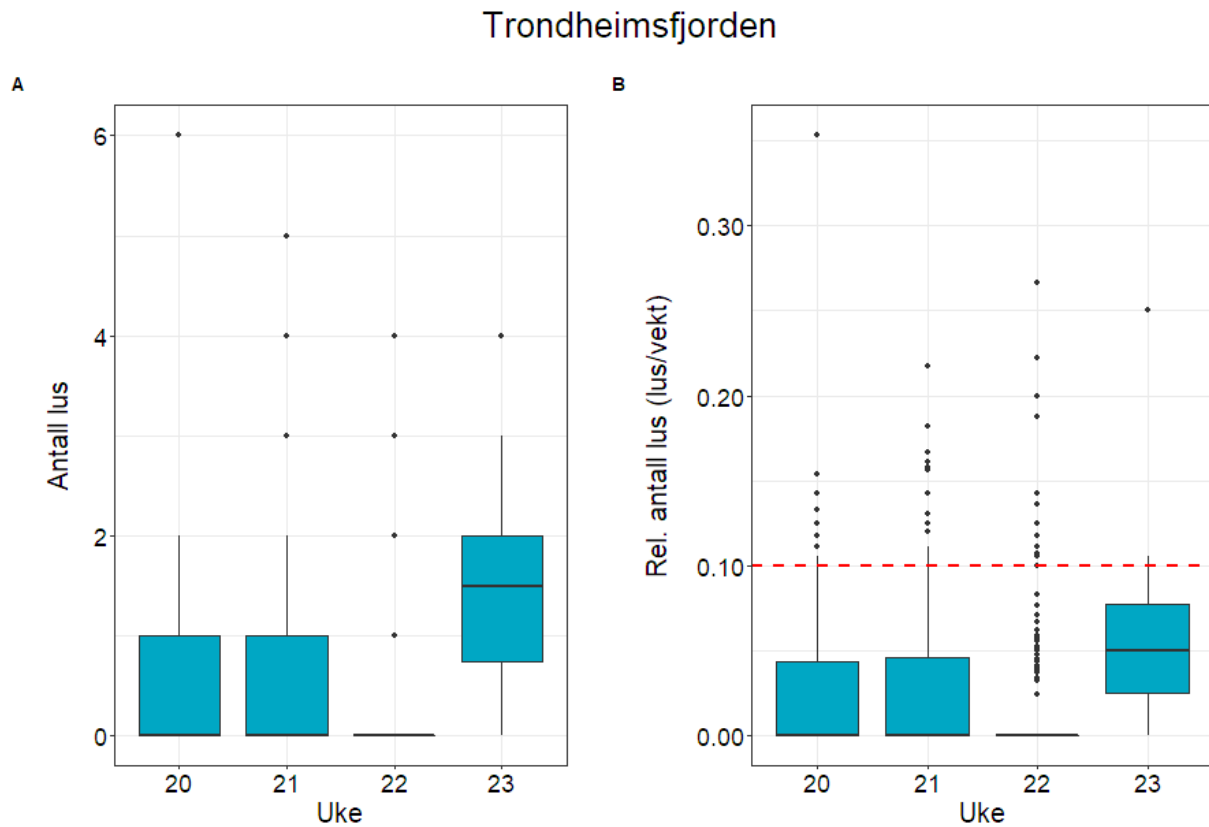 Trondheimsfjorden
A
Antall lus
6
4
2
0
20 21 22 23
Uke
B
Rel. antall lus (lus/vekt)
0.30
0.20
0.10
0.00
20 21 22 23
Uke